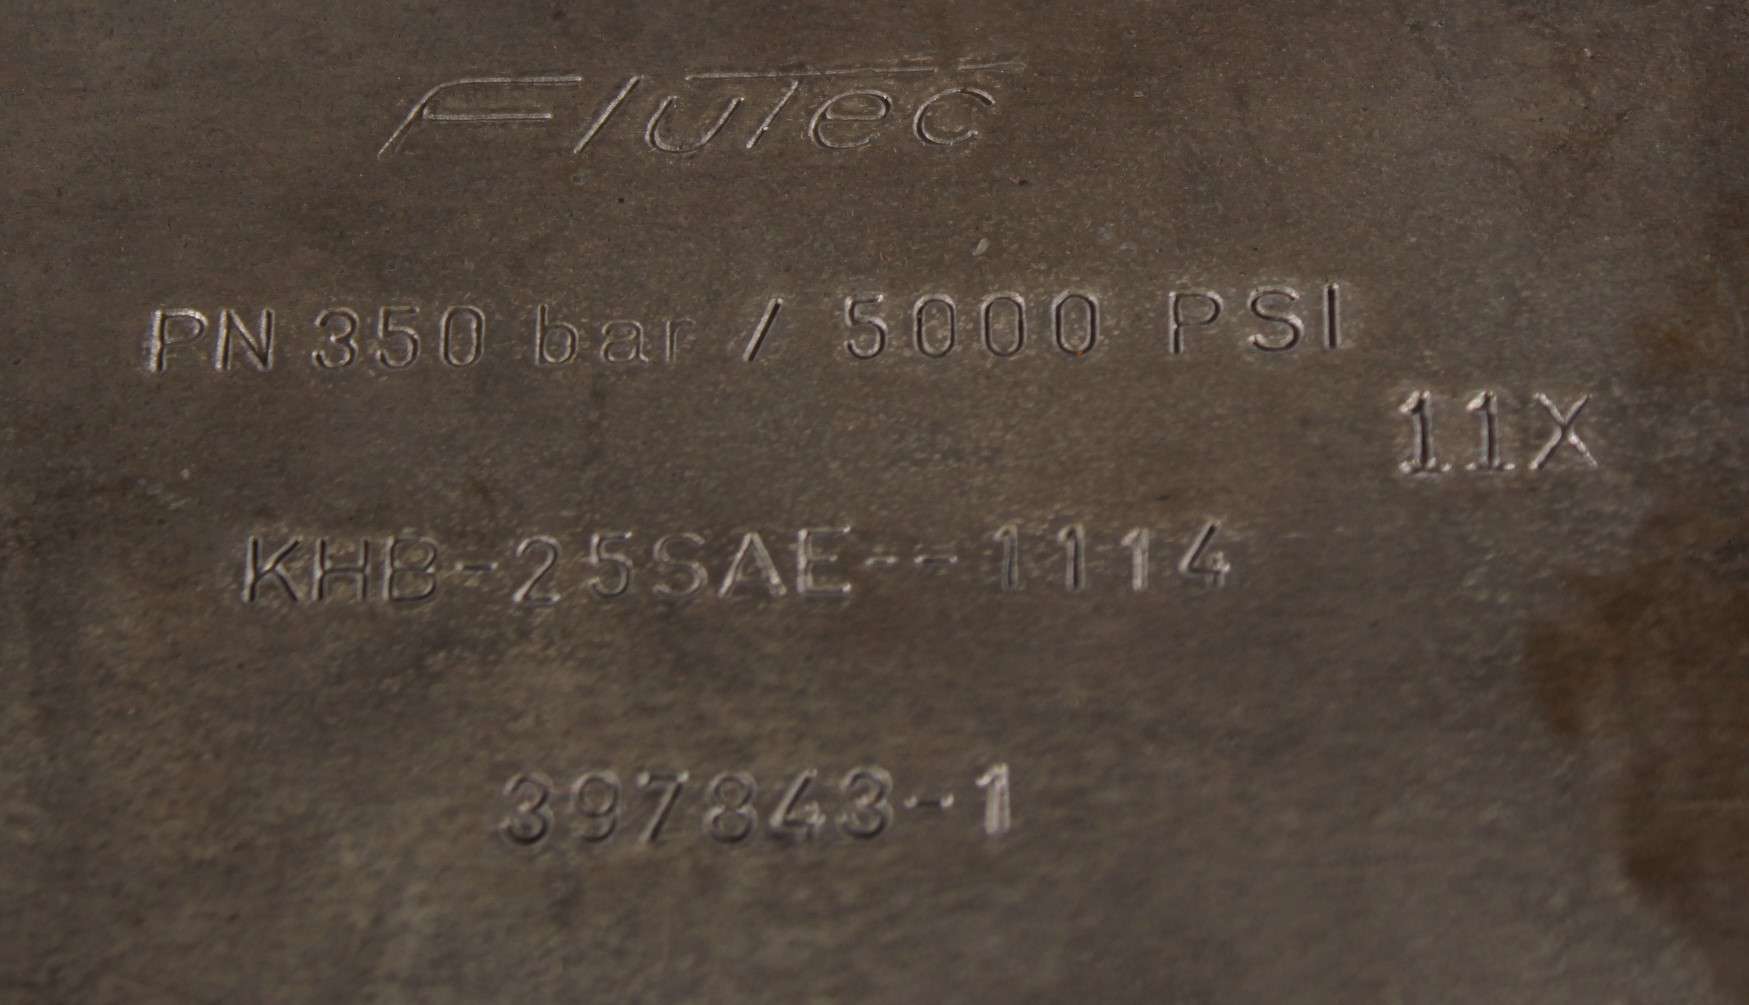 Flutec
PN 350 bar / 5000 PSI
11X
KHB-25SAE--1114
397843-1